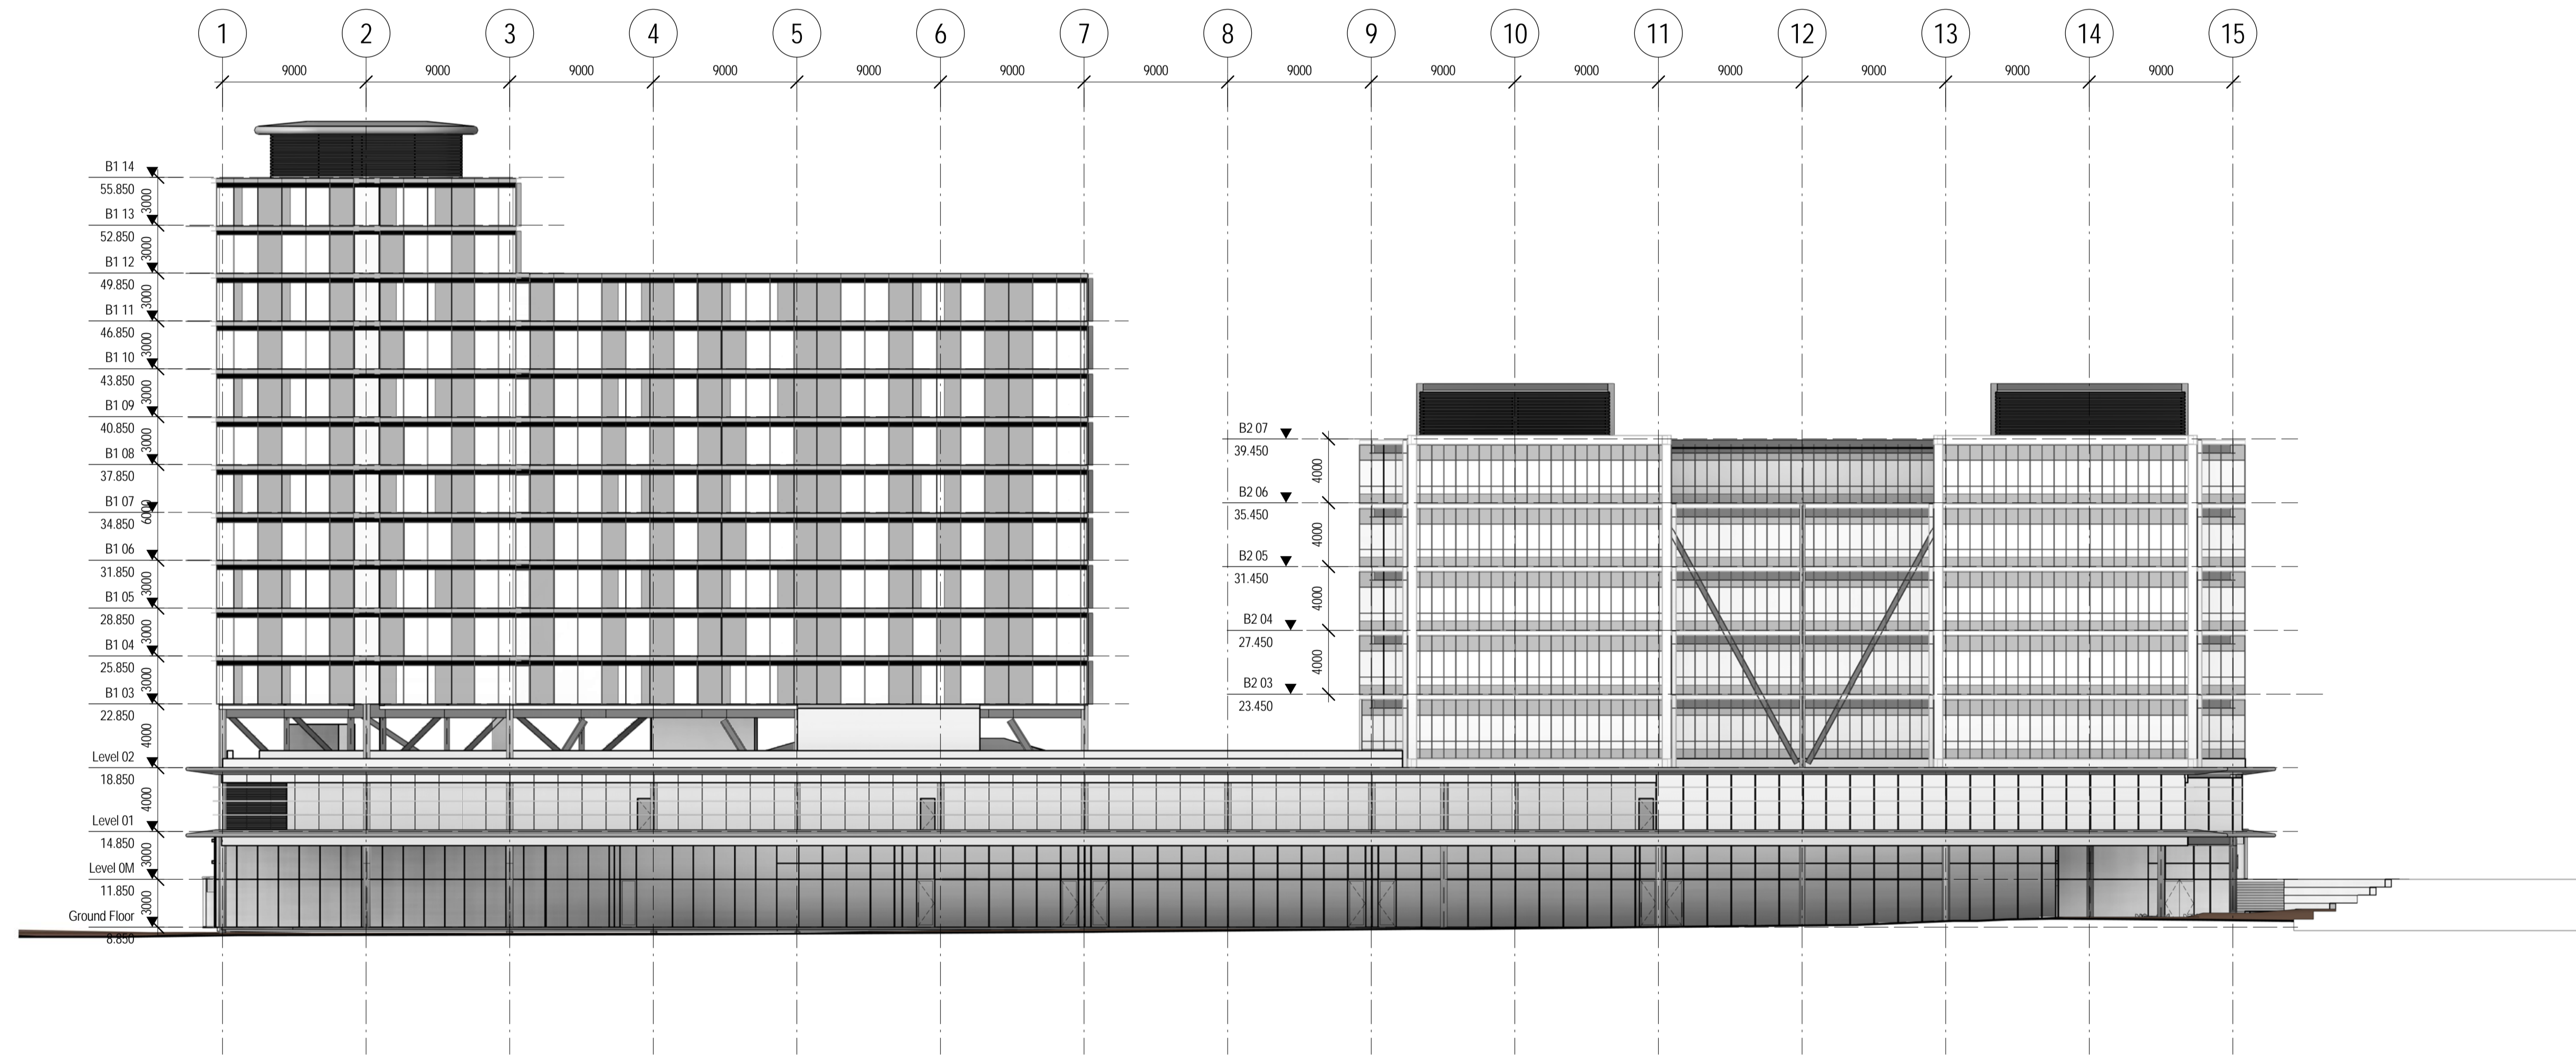 1 2 3 4 5 6 7 8 9 10 11 12 13 14 15
9000 9000 9000 9000 9000 9000 9000 9000 9000 9000 9000 9000 9000 9000
B1 14
55.850
3000
B1 13
52.850
3000
B1 12
49.850
3000
B1 11
46.850
3000
B1 10
43.850
3000
B1 09
40.850
3000
B1 08
37.850
B1 07
6000
34.850
B1 06
31.850
3000
B1 05
28.850
3000
B1 04
25.850
3000
B1 03
22.850
4000
Level 02
18.850
4000
Level 01
14.850
3000
Level 0M
11.850
3000
Ground Floor
8.850
B2 07
39.450
4000
B2 06
35.450
4000
B2 05
31.450
4000
B2 04
27.450
4000
B2 03
23.450